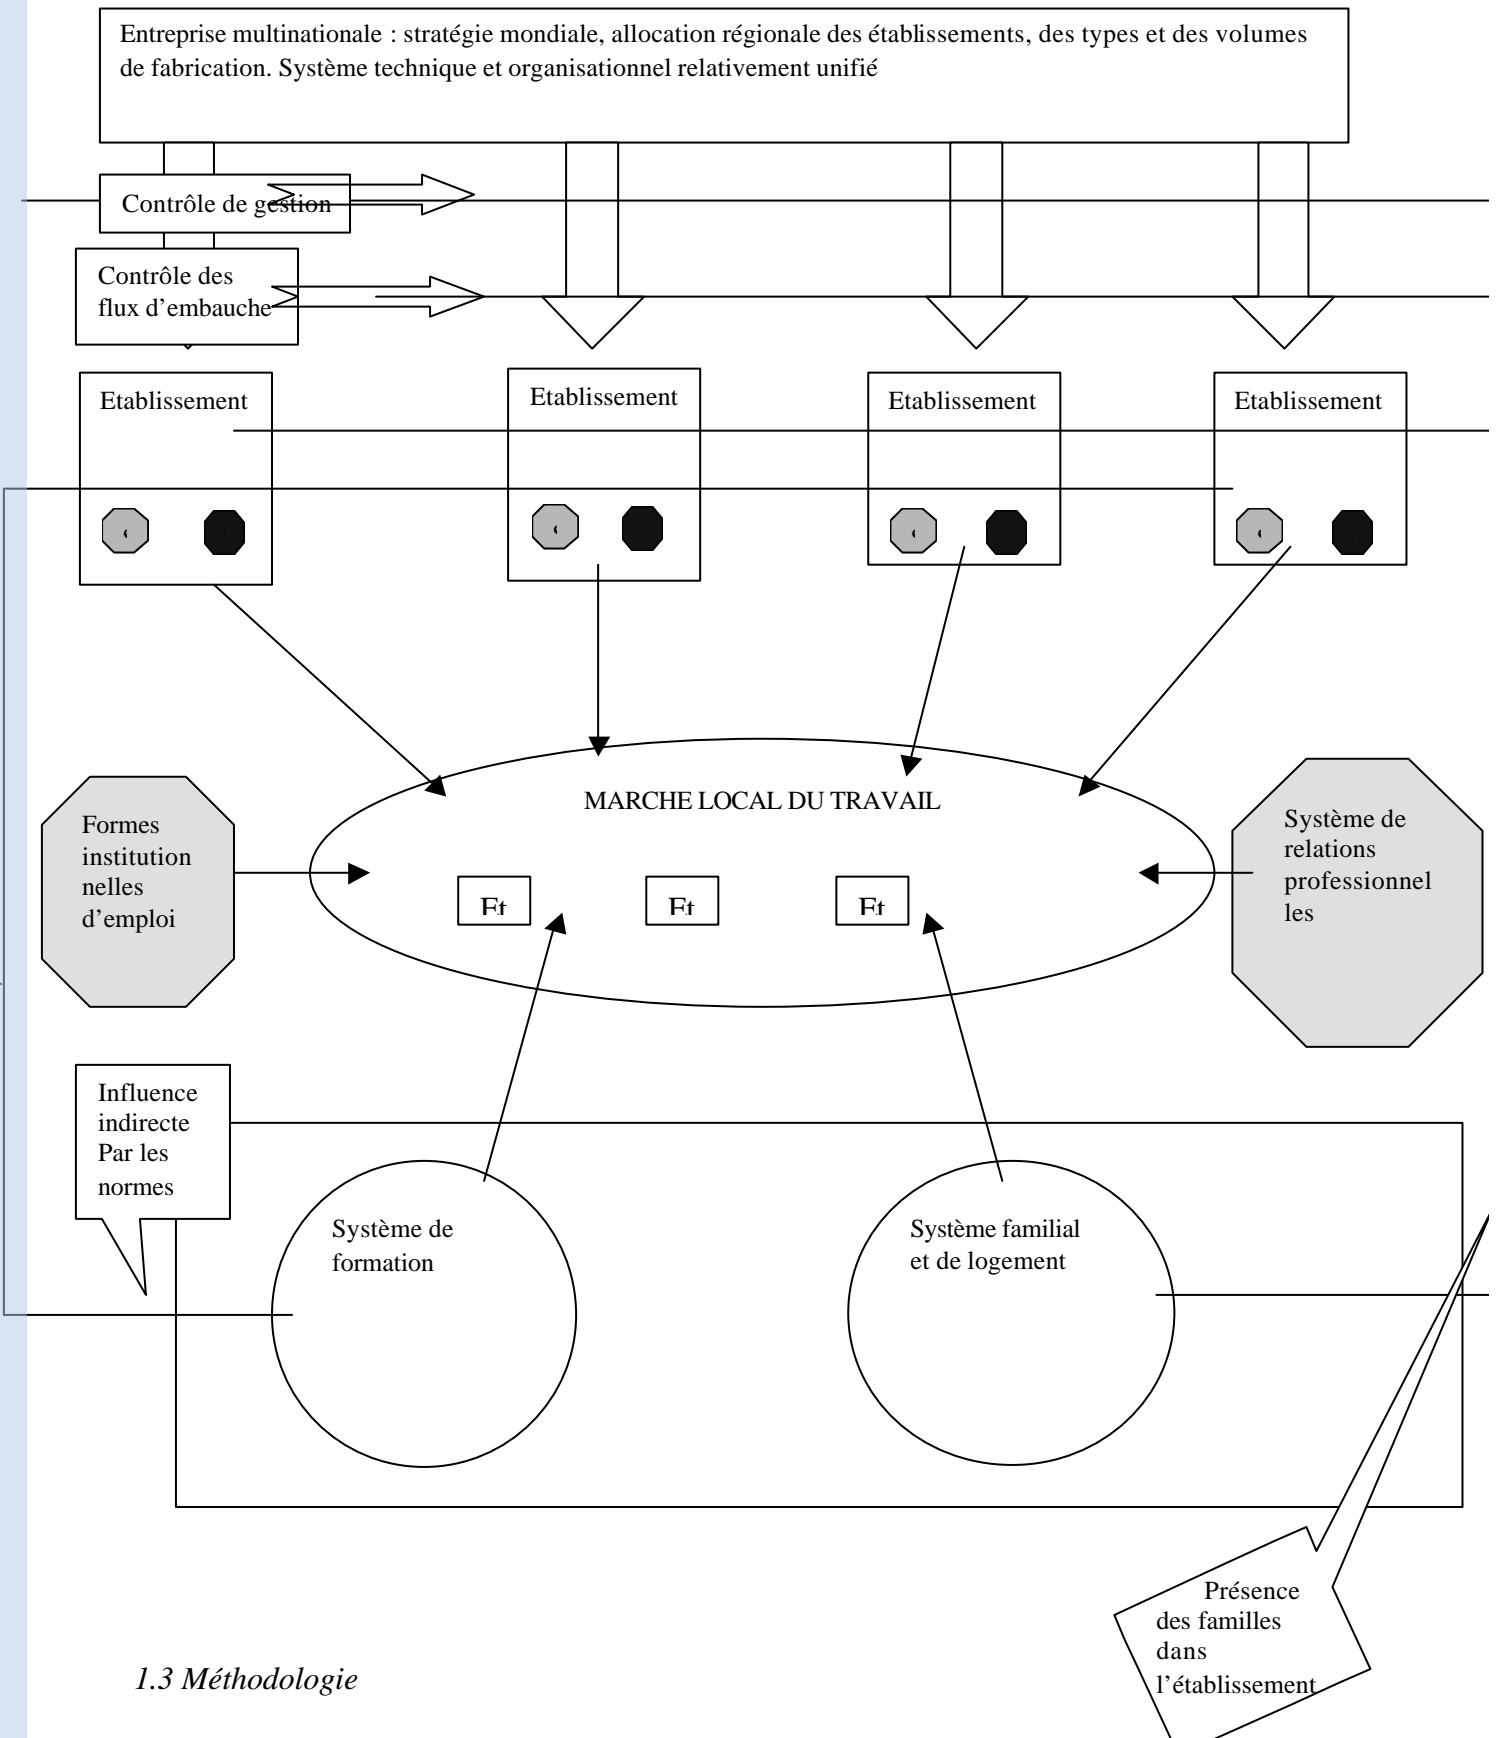 Entreprise multinationale : stratégie mondiale, allocation régionale des établissements, des types et des volumes
de fabrication. Système technique et organisationnel relativement unifié
Contrôle de gestion
Contrôle des
flux d’embauche
Etablissement
Etablissement
Etablissement
Etablissement
MARCHE LOCAL DU TRAVAIL
Formes
institution
nelles
d’emploi
Système de
relations
professionnel
les
Et
Et
Et
Influence
indirecte
Par les
normes
Système de
formation
Système familial
et de logement
Présence
des familles
dans
l’établissement
1.3 Méthodologie